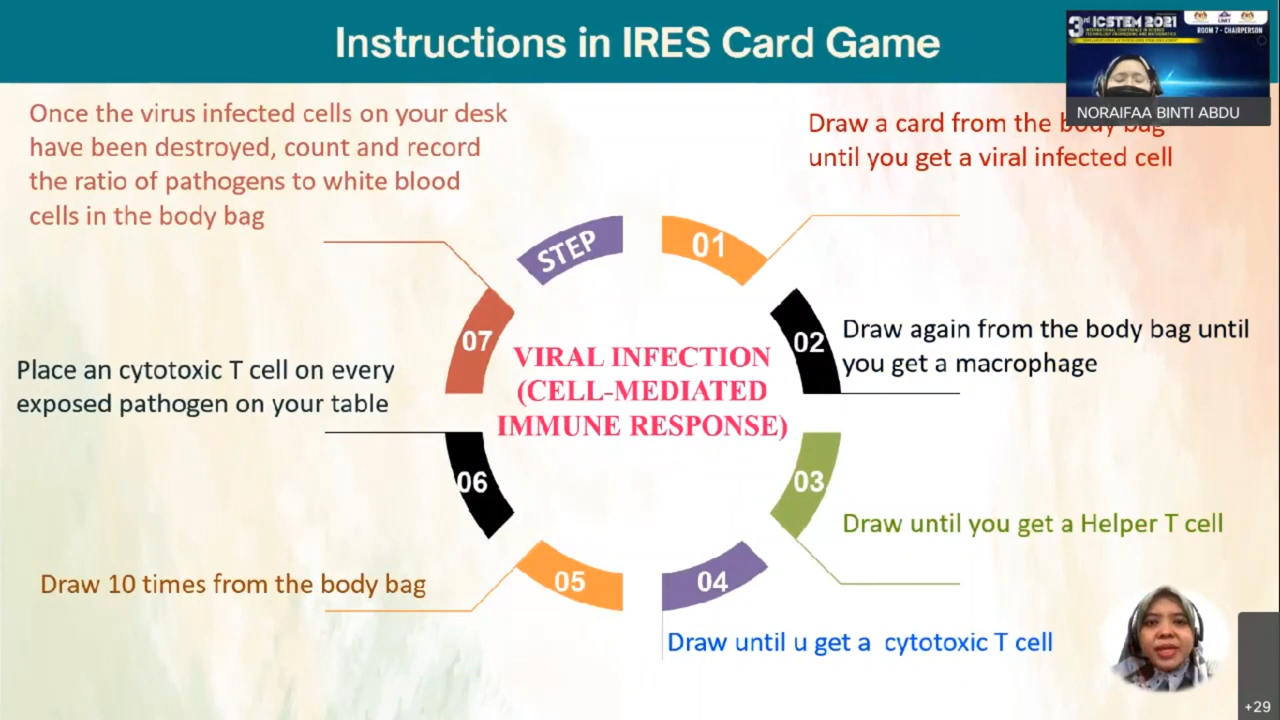 Instructions in IRES Card Game
3rd ICSTEM 2021
ROOM 7 - CHAIRPERSON
NORAIFAA BINTI ABDU
Once the virus infected cells on your desk
have been destroyed, count and record
the ratio of pathogens to white blood
cells in the body bag
Draw a card from the body bag
until you get a viral infected cell
STEP
01
02
Draw again from the body bag until
you get a macrophage
03
Draw until you get a Helper T cell
04
Draw until u get a cytotoxic T cell
05
Draw 10 times from the body bag
06
Place an cytotoxic T cell on every
exposed pathogen on your table
07
VIRAL INFECTION
(CELL-MEDIATED
IMMUNE RESPONSE)
+29